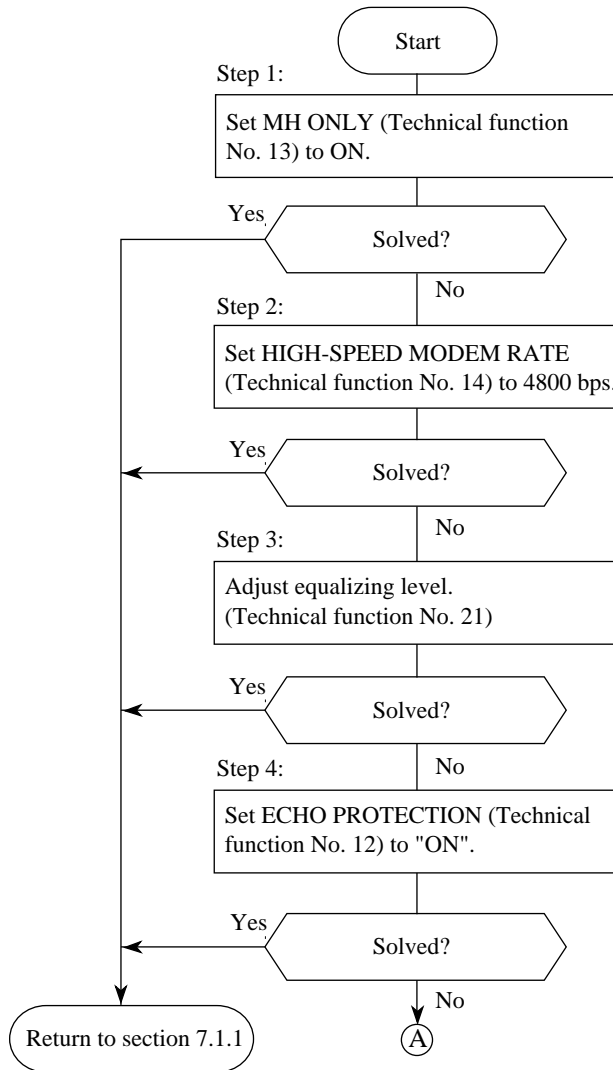 Start
Step 1:
Set MH ONLY (Technical function
No. 13) to ON.
Yes
Solved?
No
Step 2:
Set HIGH-SPEED MODEM RATE
(Technical function No. 14) to 4800 bps.
Yes
Solved?
No
Step 3:
Adjust equalizing level.
(Technical function No. 21)
Yes
Solved?
No
Step 4:
Set ECHO PROTECTION (Technical
function No. 12) to "ON".
Yes
Solved?
No
Return to section 7.1.1
A